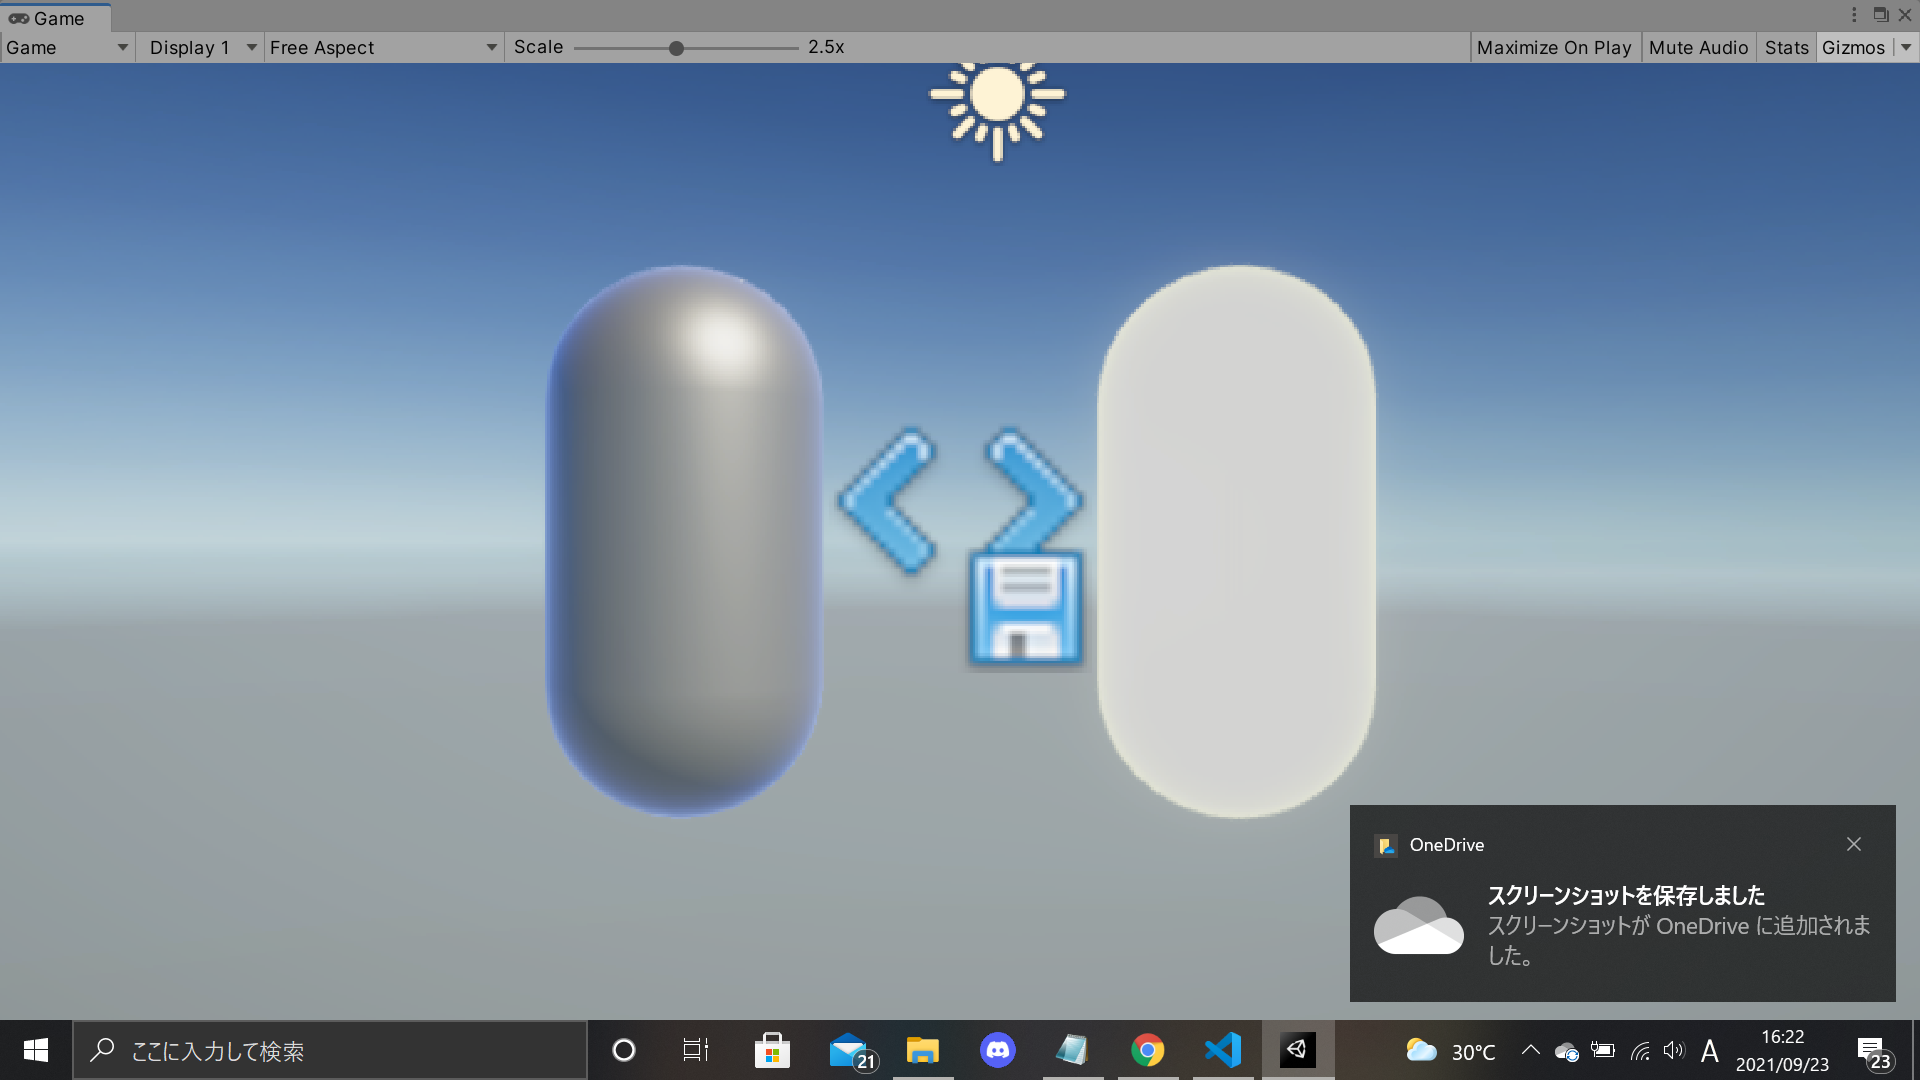 Game
Game
Display 1
Free Aspect
Scale
2.5x
Maximize On Play
Mute Audio
Stats
Gizmos
OneDrive
スクリーンショットを保存しました
スクリーンショットが OneDrive に追加されま
した。
ここに入力して検索
21
30°C
A
16:22
2021/09/23
23